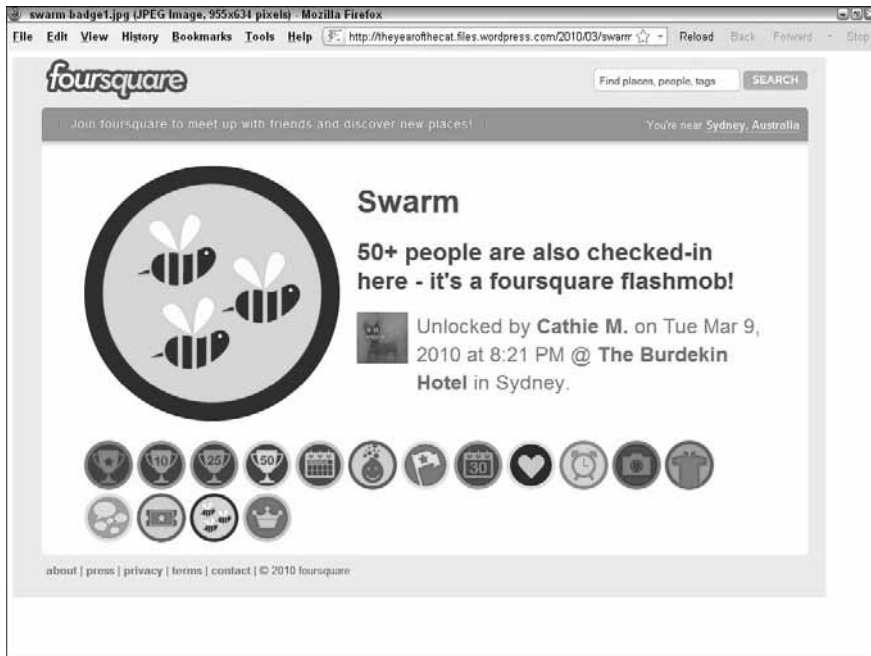 swarm-badge1.jpg (JPEG Image, 955x634 pixels) - Mozilla Firefox
File Edit View History Bookmarks Tools Help http://theyearofthecat.files.wordpress.com/2010/03/swarm Reload Back Forward Stop
foursquare
Find places, people, tags SEARCH
Join foursquare to meet up with friends and discover new places! You're near Sydney, Australia
Swarm
50+ people are also checked-in
here - it's a foursquare flashmob!
Unlocked by Cathie M. on Tue Mar 9,
2010 at 8:21 PM @ The Burdekin
Hotel in Sydney.
10 25 50 30
about | press | privacy | terms | contact | © 2010 foursquare